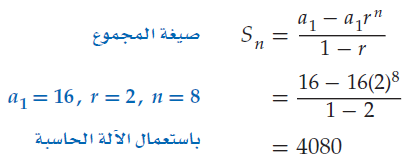 صيغة المجموع S_n = (a_1 − a_1r^n) / (1 − r)
a_1 = 16, r = 2, n = 8 = (16 − 16(2)^8) / (1 − 2)
باستعمال الآلة الحاسبة = 4080